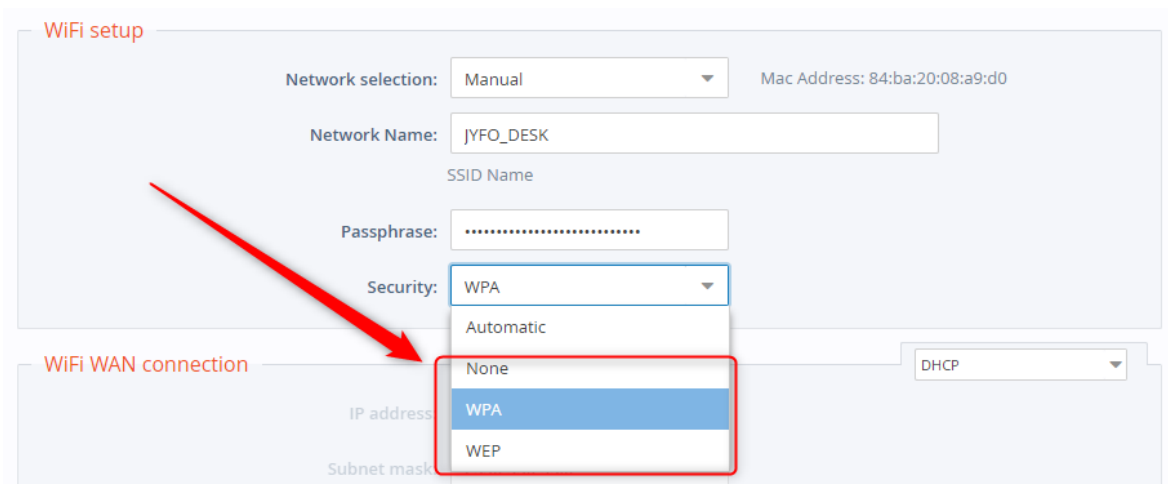 WiFi setup
Network selection: Manual Mac Address: 84:ba:20:08:a9:d0
Network Name: JYFO_DESK
SSID Name
Passphrase: ••••••••••••••••••••••••••••
Security: WPA
Automatic
WiFi WAN connection DHCP
None
IP address: WPA
WEP
Subnet mask: